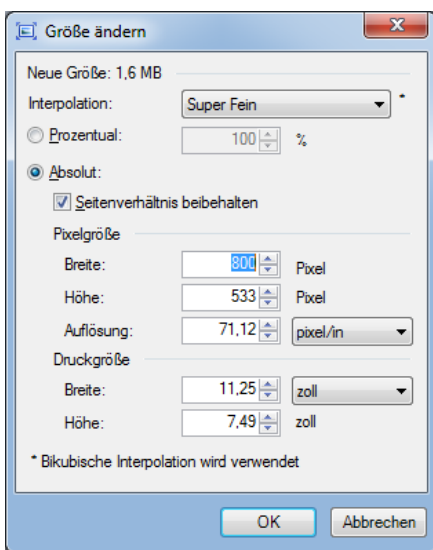 Größe ändern
Neue Größe: 1,6 MB
Interpolation: Super Fein *
Prozentual: 100 %
Absolut:
Seitenverhältnis beibehalten
Pixelgröße
Breite: 800 Pixel
Höhe: 533 Pixel
Auflösung: 71,12 pixel/in
Druckgröße
Breite: 11,25 zoll
Höhe: 7,49 zoll
* Bikubische Interpolation wird verwendet
OK Abbrechen